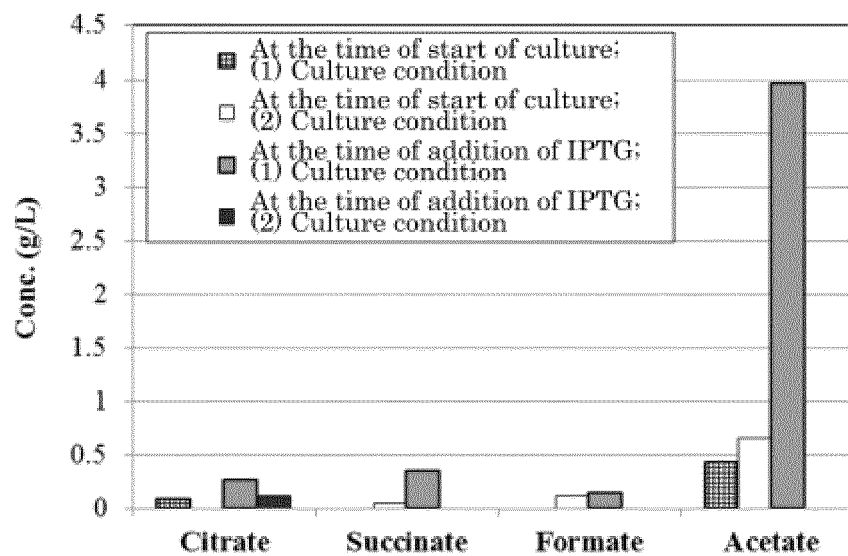 4.5
4
3.5
3
2.5
2
1.5
1
0.5
0
Conc. (g/L)
At the time of start of culture;
(1) Culture condition
At the time of start of culture;
(2) Culture condition
At the time of addition of IPTG;
(1) Culture condition
At the time of addition of IPTG;
(2) Culture condition
Citrate Succinate Formate Acetate